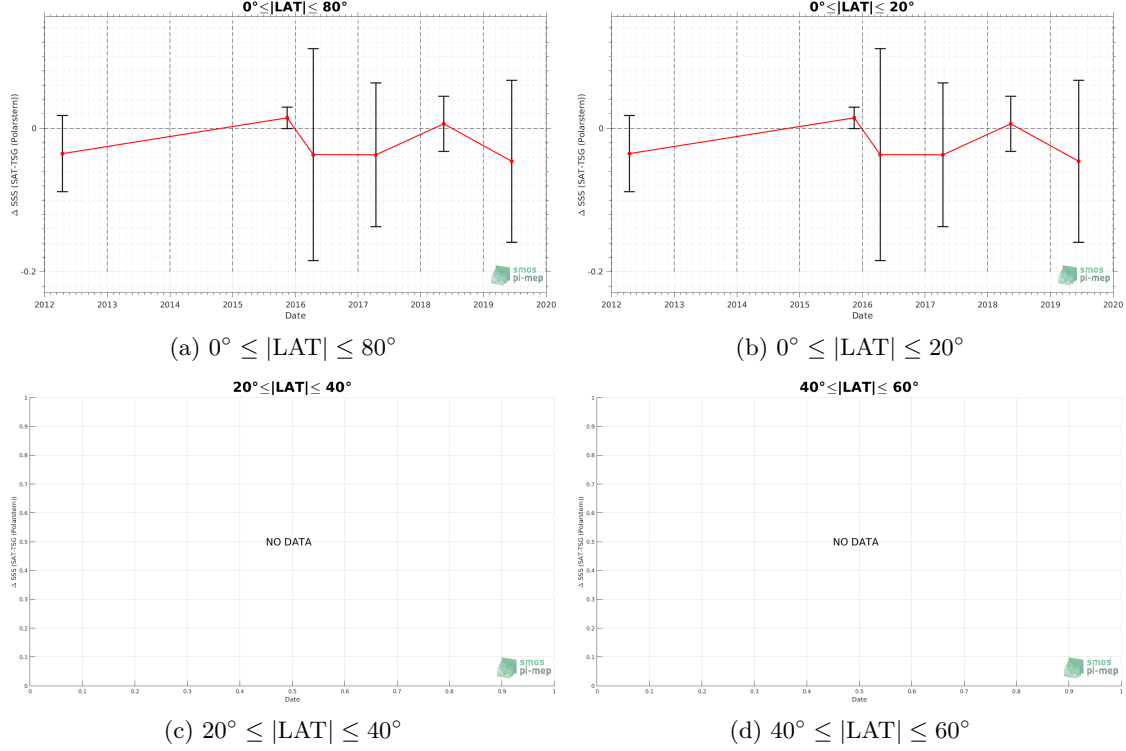 0°≤|LAT|≤ 80°
Δ SSS (SAT-TSG (Polarstern))
0
-0.2
2012 2013 2014 2015 2016 2017 2018 2019 2020
Date
smos
pi-mep
(a) 0° ≤ |LAT| ≤ 80°
0°≤|LAT|≤ 20°
Δ SSS (SAT-TSG (Polarstern))
0
-0.2
2012 2013 2014 2015 2016 2017 2018 2019 2020
Date
smos
pi-mep
(b) 0° ≤ |LAT| ≤ 20°
20°≤|LAT|≤ 40°
Δ SSS (SAT-TSG (Polarstern))
1
0.9
0.8
0.7
0.6
0.5
0.4
0.3
0.2
0.1
0
NO DATA
0 0.1 0.2 0.3 0.4 0.5 0.6 0.7 0.8 0.9 1
Date
smos
pi-mep
(c) 20° ≤ |LAT| ≤ 40°
40°≤|LAT|≤ 60°
Δ SSS (SAT-TSG (Polarstern))
1
0.9
0.8
0.7
0.6
0.5
0.4
0.3
0.2
0.1
0
NO DATA
0 0.1 0.2 0.3 0.4 0.5 0.6 0.7 0.8 0.9 1
Date
smos
pi-mep
(d) 40° ≤ |LAT| ≤ 60°